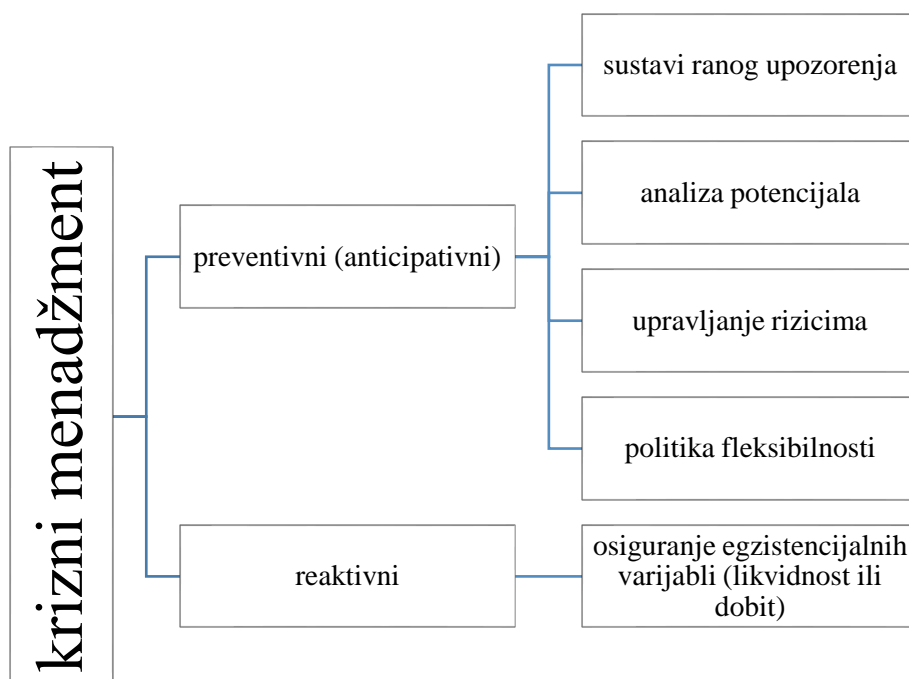 krizni menadžment
preventivni (anticipativni)
sustavi ranog upozorenja
analiza potencijala
upravljanje rizicima
politika fleksibilnosti
reaktivni
osiguranje egzistencijalnih
varijabli (likvidnost ili
dobit)